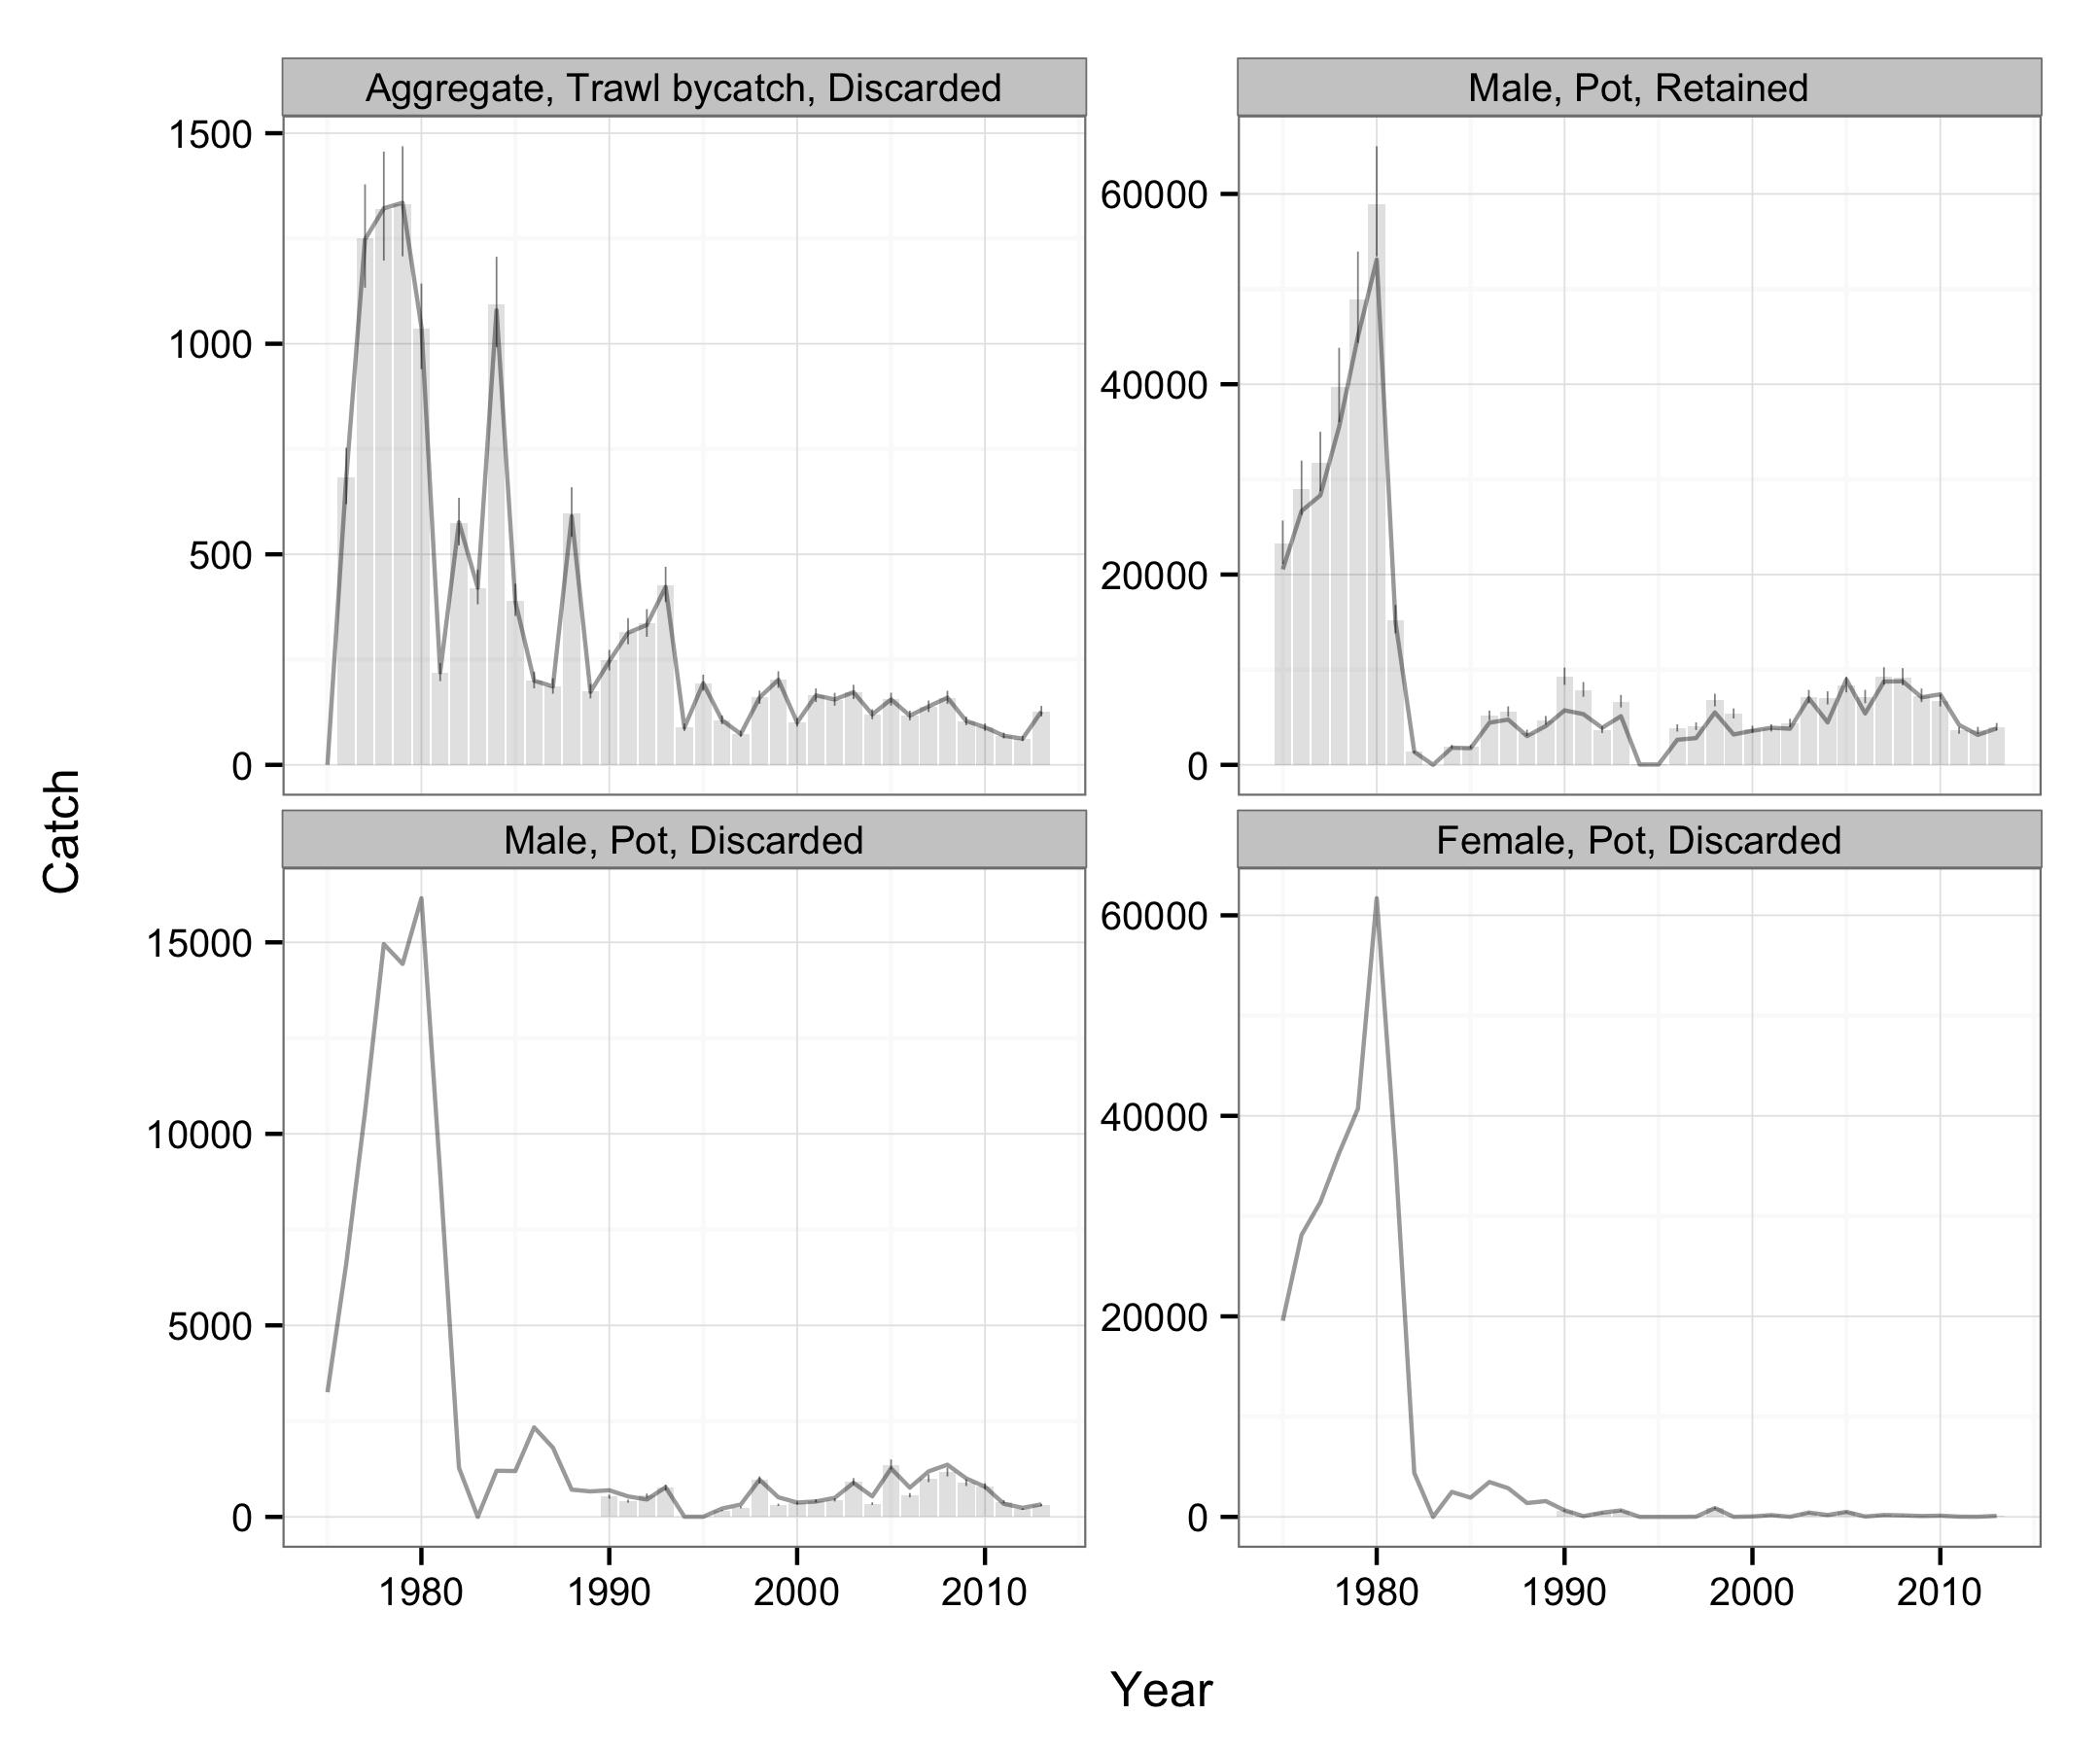 Aggregate, Trawl bycatch, Discarded
Male, Pot, Retained
1500
1000
500
0
60000
40000
20000
0
Catch
Male, Pot, Discarded
Female, Pot, Discarded
15000
10000
5000
0
60000
40000
20000
0
1980 1990 2000 2010
1980 1990 2000 2010
Year